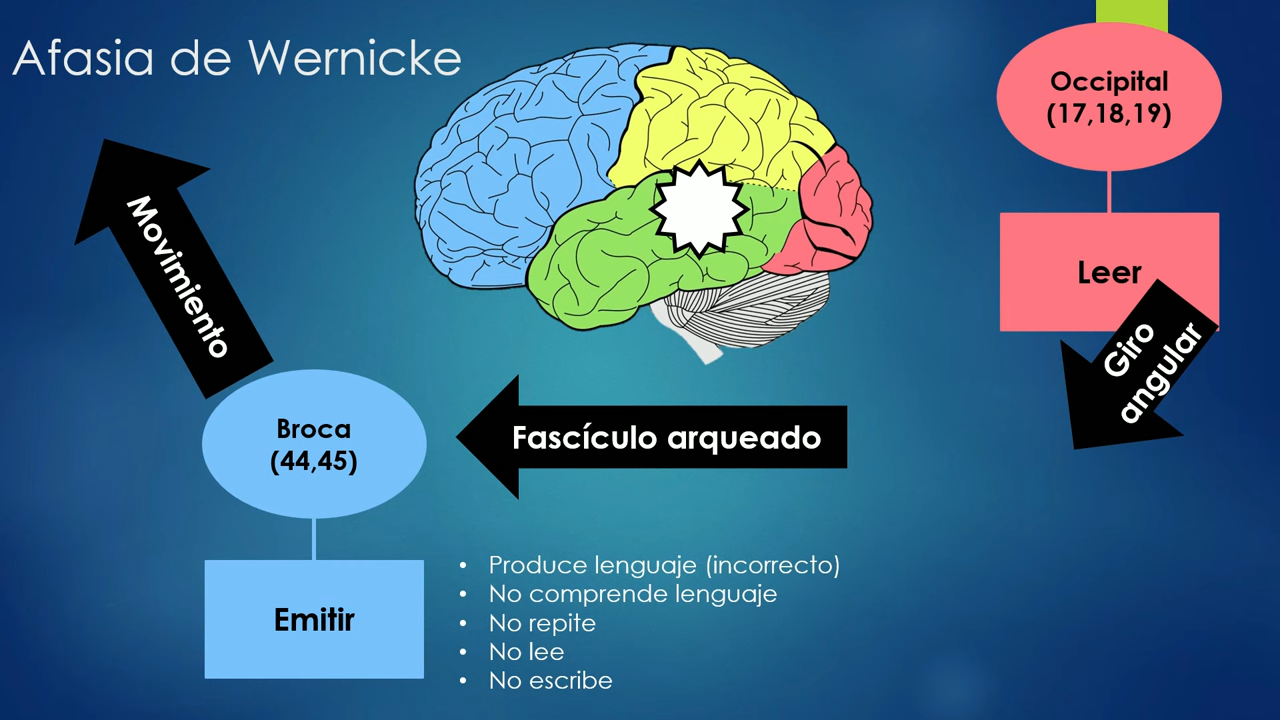 Afasia de Wernicke
Occipital
(17,18,19)
Leer
Giro
angular
Movimiento
Broca
(44,45)
Fascículo arqueado
Emitir
• Produce lenguaje (incorrecto)
• No comprende lenguaje
• No repite
• No lee
• No escribe